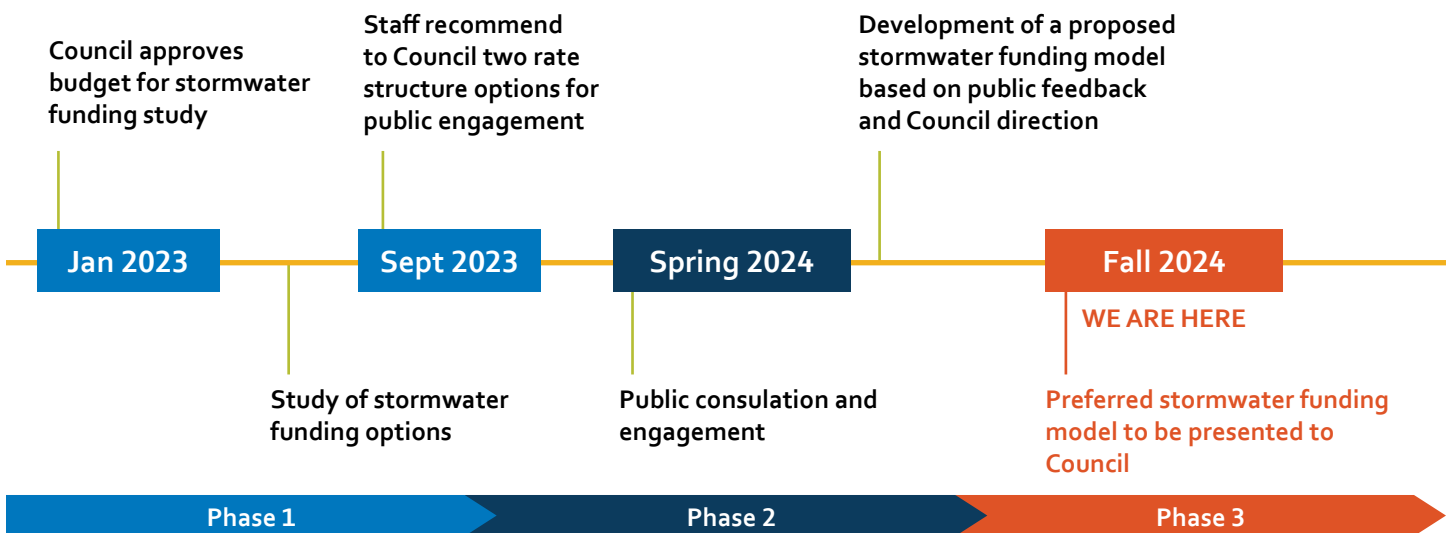 Council approves
budget for stormwater
funding study
Staff recommend
to Council two rate
structure options for
public engagement
Development of a proposed
stormwater funding model
based on public feedback
and Council direction
Jan 2023
Sept 2023
Spring 2024
Fall 2024
WE ARE HERE
Study of stormwater
funding options
Public consulation and
engagement
Preferred stormwater funding
model to be presented to
Council
Phase 1
Phase 2
Phase 3